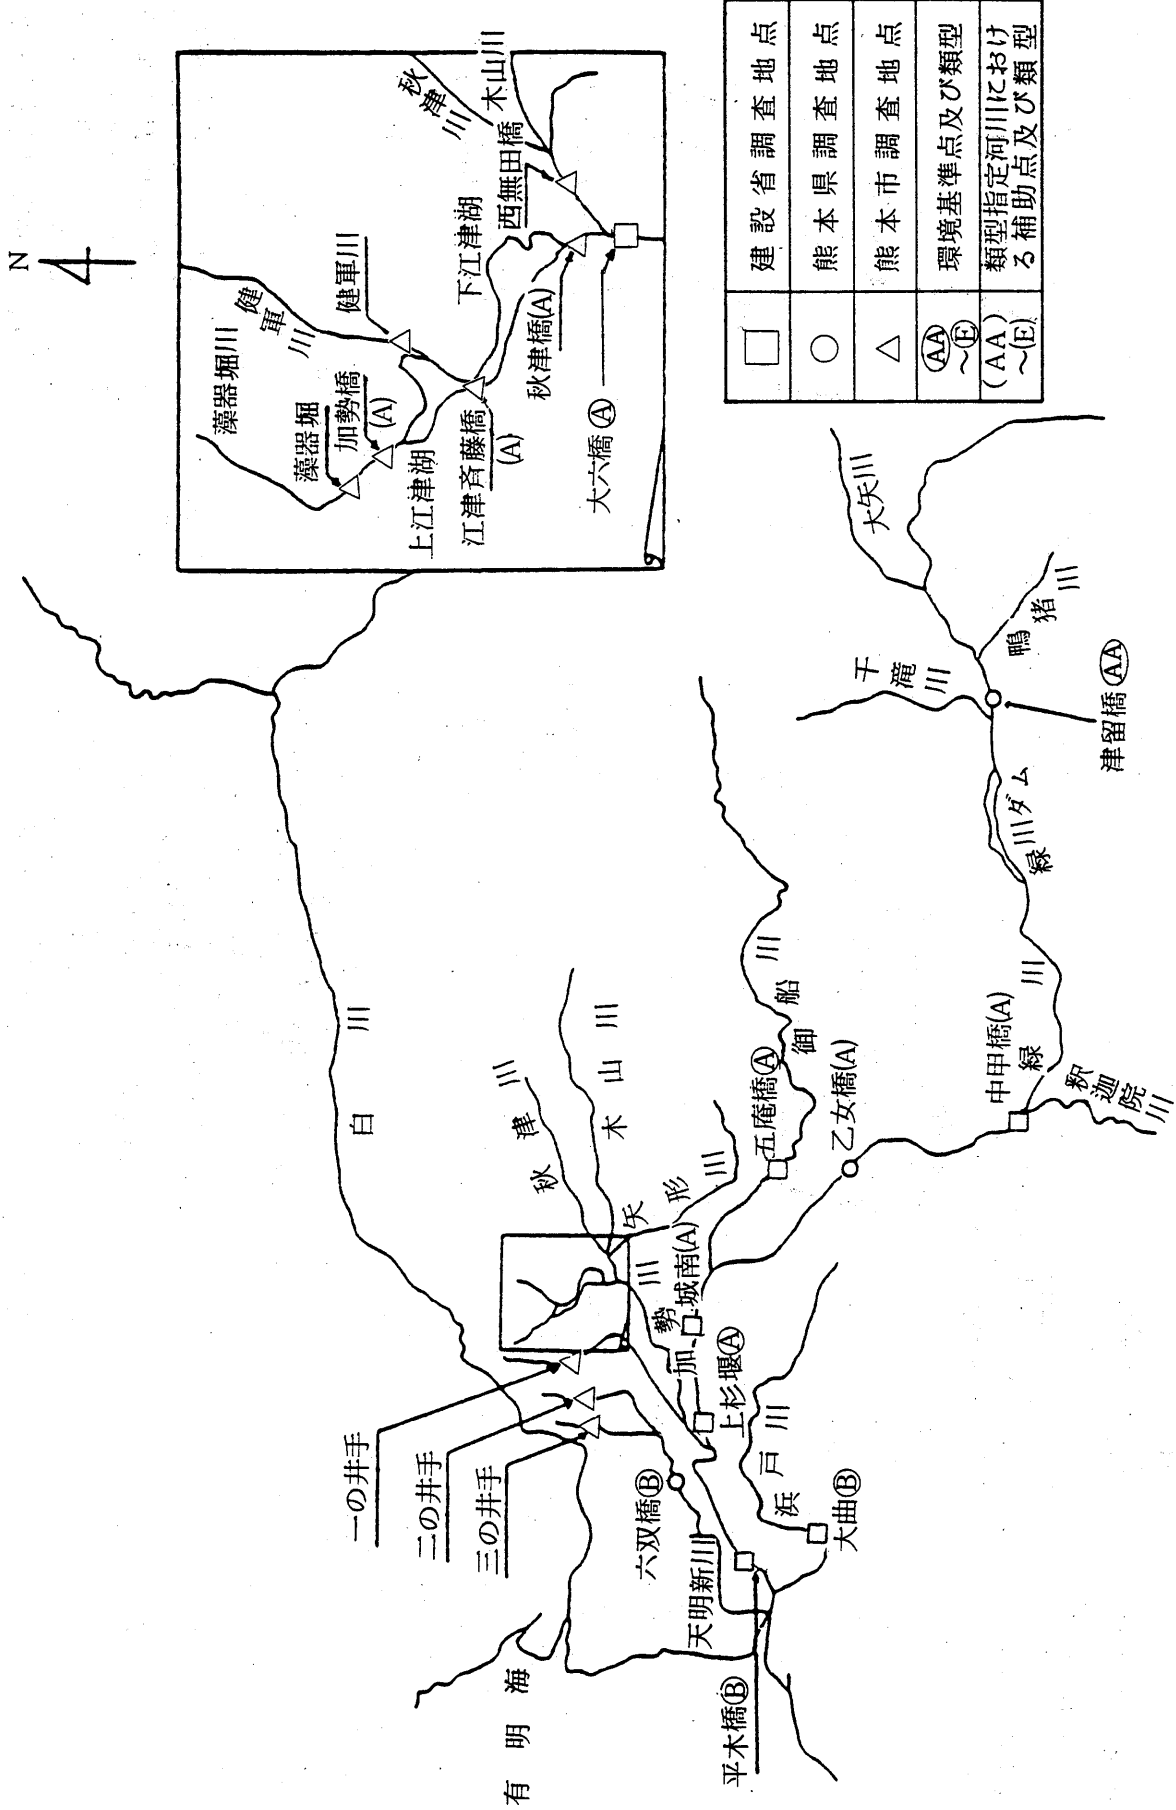 N
建設省調査地点
熊本県調査地点
熊本市調査地点
環境基準点及び類型
AA
~E
類型指定河川におけ
る補助点及び類型
(AA)
~(E)
秋津川
木山川
西無田橋
下江津湖
健軍川
健軍川
藻器堀川
藻器堀
加勢橋
(A)
上江津湖
江津斉藤橋
(A)
秋津橋(A)
大六橋Ⓐ
白川
秋津川
木山川
矢形川
加勢川
御船川
五庵橋Ⓐ
乙女橋(A)
城南(A)
上杉堰Ⓐ
一の井手
二の井手
三の井手
六双橋Ⓑ
天明新川
平木橋Ⓑ
浜戸川
大曲Ⓑ
有明海
中甲橋(A)
緑川
釈迦院川
緑川ダム
千滝川
鴨猪川
大矢川
津留橋AA